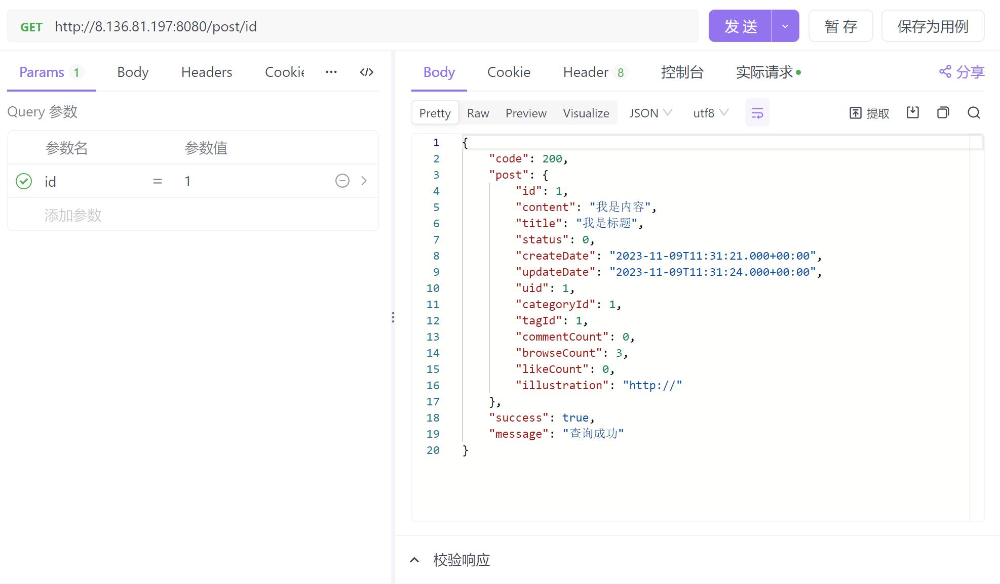 GET http://8.136.81.197:8080/post/id 发 送 暂 存 保存为用例
Params 1 Body Headers Cookie ··· </>
Query 参数
参数名 参数值
id = 1
添加参数
Body Cookie Header 8 控制台 实际请求 分享
Pretty Raw Preview Visualize JSON utf8 提取
1 {
2 "code": 200,
3 "post": {
4 "id": 1,
5 "content": "我是内容",
6 "title": "我是标题",
7 "status": 0,
8 "createDate": "2023-11-09T11:31:21.000+00:00",
9 "updateDate": "2023-11-09T11:31:24.000+00:00",
10 "uid": 1,
11 "categoryId": 1,
12 "tagId": 1,
13 "commentCount": 0,
14 "browseCount": 3,
15 "likeCount": 0,
16 "illustration": "http://"
17 },
18 "success": true,
19 "message": "查询成功"
20 }
校验响应